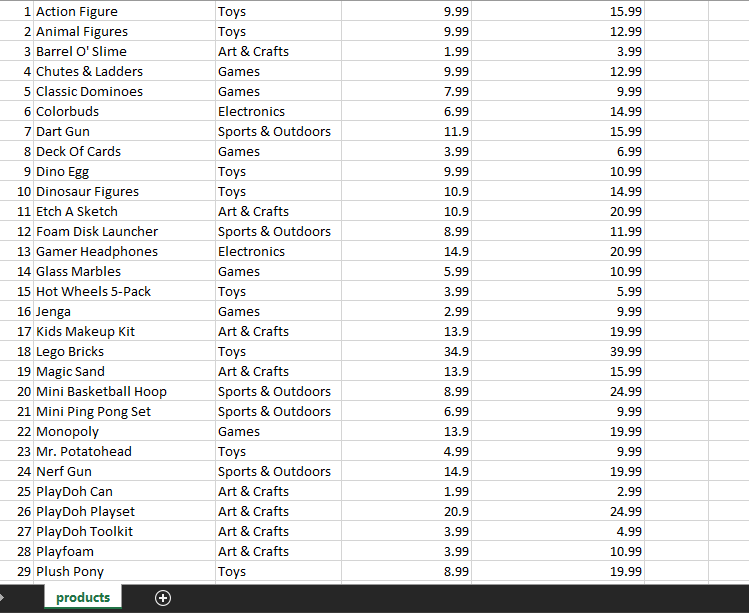 1 Action Figure Toys 9.99 15.99
2 Animal Figures Toys 9.99 12.99
3 Barrel O' Slime Art & Crafts 1.99 3.99
4 Chutes & Ladders Games 9.99 12.99
5 Classic Dominoes Games 7.99 9.99
6 Colorbuds Electronics 6.99 14.99
7 Dart Gun Sports & Outdoors 11.9 15.99
8 Deck Of Cards Games 3.99 6.99
9 Dino Egg Toys 9.99 10.99
10 Dinosaur Figures Toys 10.9 14.99
11 Etch A Sketch Art & Crafts 10.9 20.99
12 Foam Disk Launcher Sports & Outdoors 8.99 11.99
13 Gamer Headphones Electronics 14.9 20.99
14 Glass Marbles Games 5.99 10.99
15 Hot Wheels 5-Pack Toys 3.99 5.99
16 Jenga Games 2.99 9.99
17 Kids Makeup Kit Art & Crafts 13.9 19.99
18 Lego Bricks Toys 34.9 39.99
19 Magic Sand Art & Crafts 13.9 15.99
20 Mini Basketball Hoop Sports & Outdoors 8.99 24.99
21 Mini Ping Pong Set Sports & Outdoors 6.99 9.99
22 Monopoly Games 13.9 19.99
23 Mr. Potatohead Toys 4.99 9.99
24 Nerf Gun Sports & Outdoors 14.9 19.99
25 PlayDoh Can Art & Crafts 1.99 2.99
26 PlayDoh Playset Art & Crafts 20.9 24.99
27 PlayDoh Toolkit Art & Crafts 3.99 4.99
28 Playfoam Art & Crafts 3.99 10.99
29 Plush Pony Toys 8.99 19.99
products